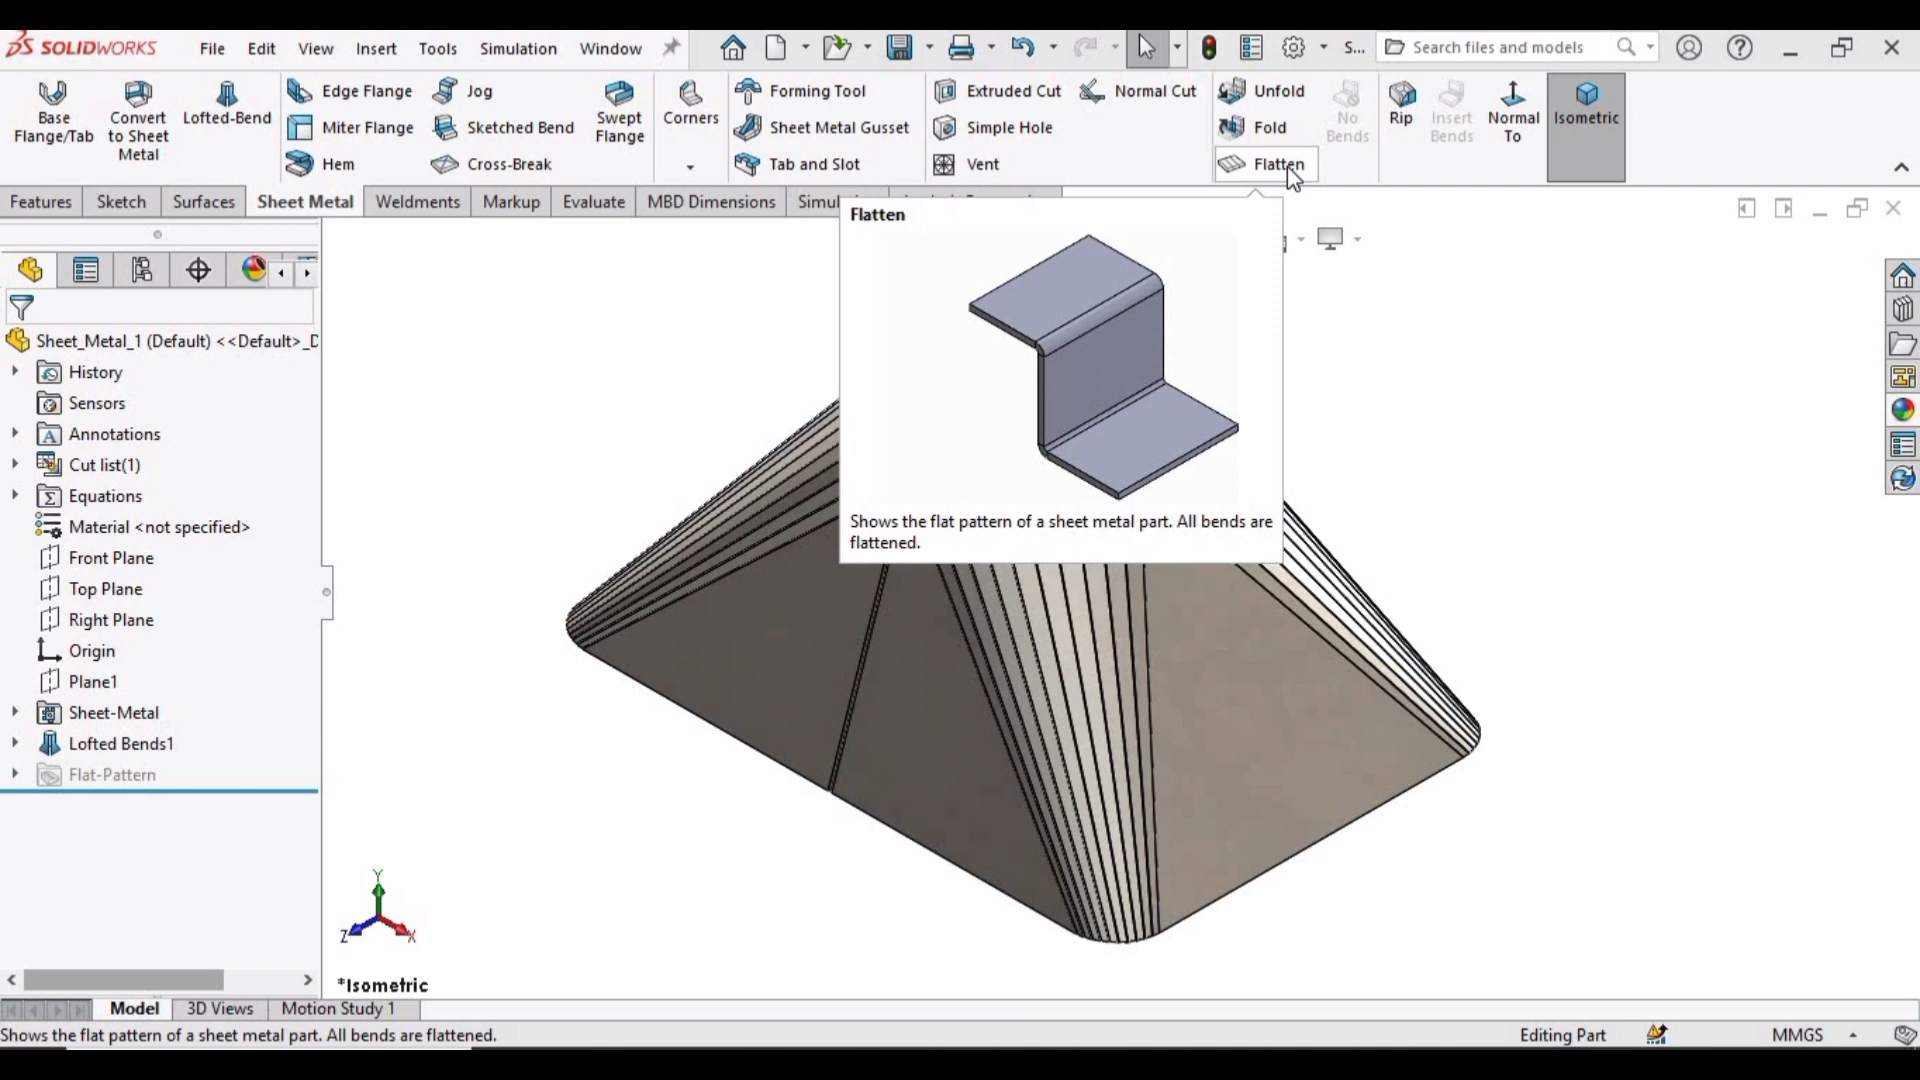 SOLIDWORKS File Edit View Insert Tools Simulation Window S... Search files and models
Base Flange/Tab
Convert to Sheet Metal
Lofted-Bend
Edge Flange
Miter Flange
Hem
Jog
Sketched Bend
Cross-Break
Swept Flange
Corners
Forming Tool
Sheet Metal Gusset
Tab and Slot
Extruded Cut
Simple Hole
Vent
Normal Cut
Unfold
Fold
Flatten
No Bends
Rip
Insert Bends
Normal To
Isometric
Features Sketch Surfaces Sheet Metal Weldments Markup Evaluate MBD Dimensions
Flatten
Shows the flat pattern of a sheet metal part. All bends are
flattened.
Sheet_Metal_1 (Default) <<Default>_D
History
Sensors
Annotations
Cut list(1)
Equations
Material <not specified>
Front Plane
Top Plane
Right Plane
Origin
Plane1
Sheet-Metal
Lofted Bends1
Flat-Pattern
Y
Z
X
*Isometric
Model 3D Views Motion Study 1
Shows the flat pattern of a sheet metal part. All bends are flattened. Editing Part MMGS